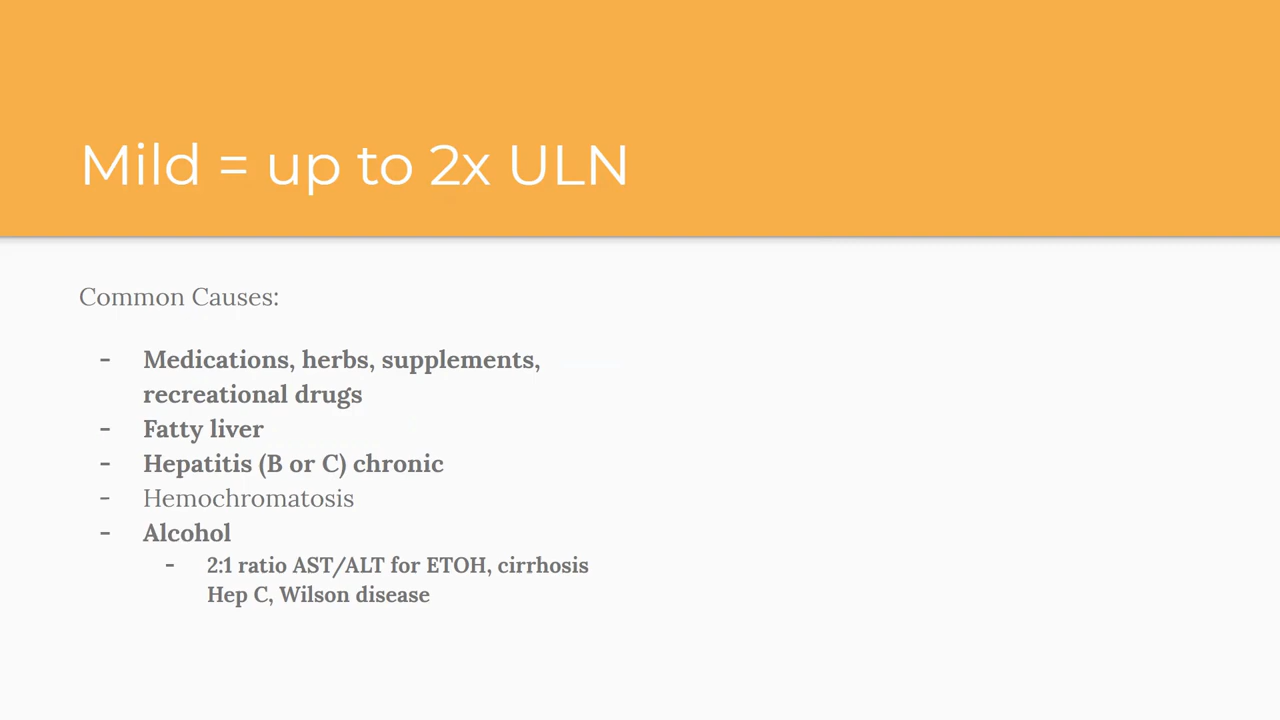 Mild = up to 2x ULN
Common Causes:
- Medications, herbs, supplements,
recreational drugs
- Fatty liver
- Hepatitis (B or C) chronic
- Hemochromatosis
- Alcohol
- 2:1 ratio AST/ALT for ETOH, cirrhosis
Hep C, Wilson disease